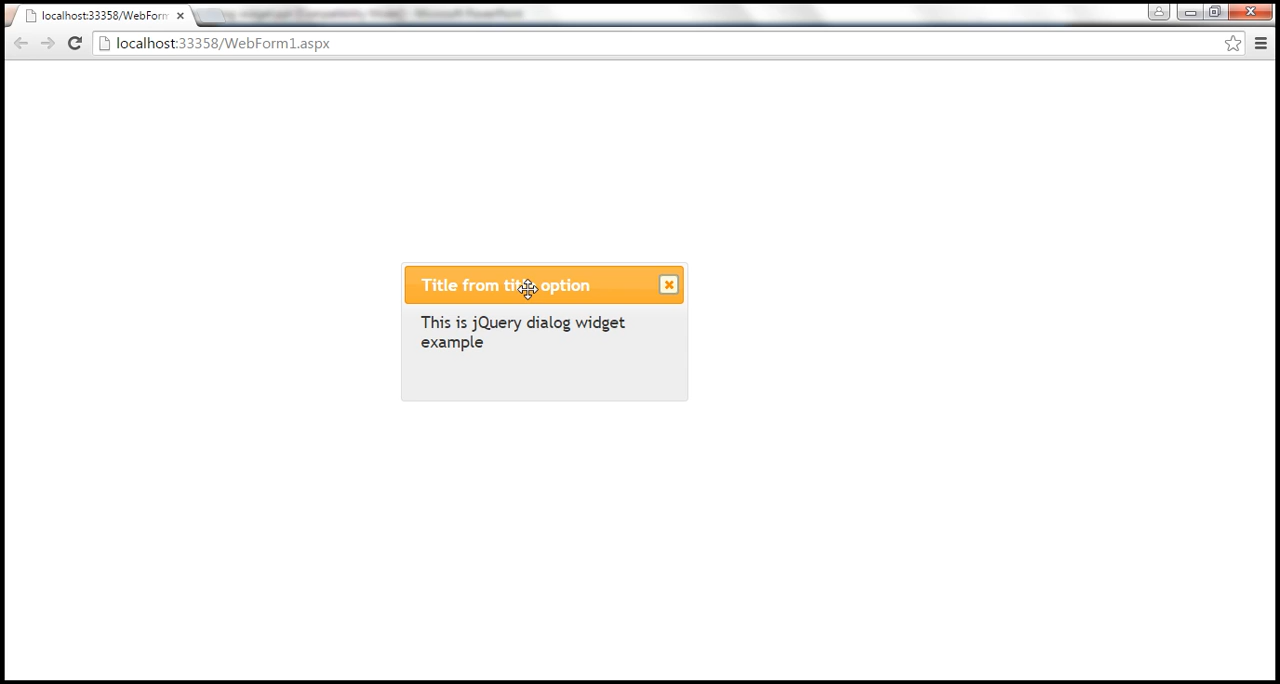 localhost:33358/WebForm
localhost:33358/WebForm1.aspx
Title from title option
This is jQuery dialog widget
example